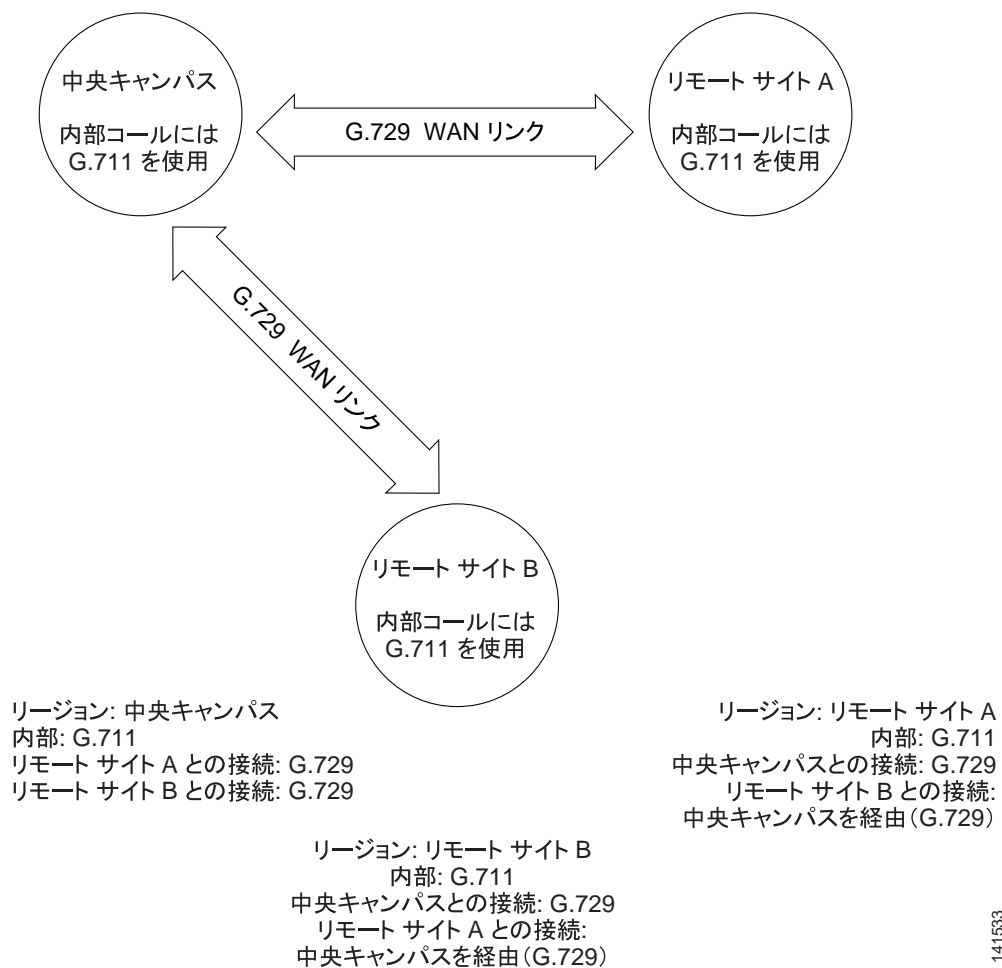 中央キャンパス
内部コールには
G.711 を使用
G.729 WAN リンク
リモート サイト A
内部コールには
G.711 を使用
G.729 WAN リンク
リモート サイト B
内部コールには
G.711 を使用
リージョン: 中央キャンパス
内部: G.711
リモート サイト A との接続: G.729
リモート サイト B との接続: G.729
リージョン: リモート サイト A
内部: G.711
中央キャンパスとの接続: G.729
リモート サイト B との接続:
中央キャンパスを経由（G.729）
リージョン: リモート サイト B
内部: G.711
中央キャンパスとの接続: G.729
リモート サイト A との接続:
中央キャンパスを経由（G.729）
141533